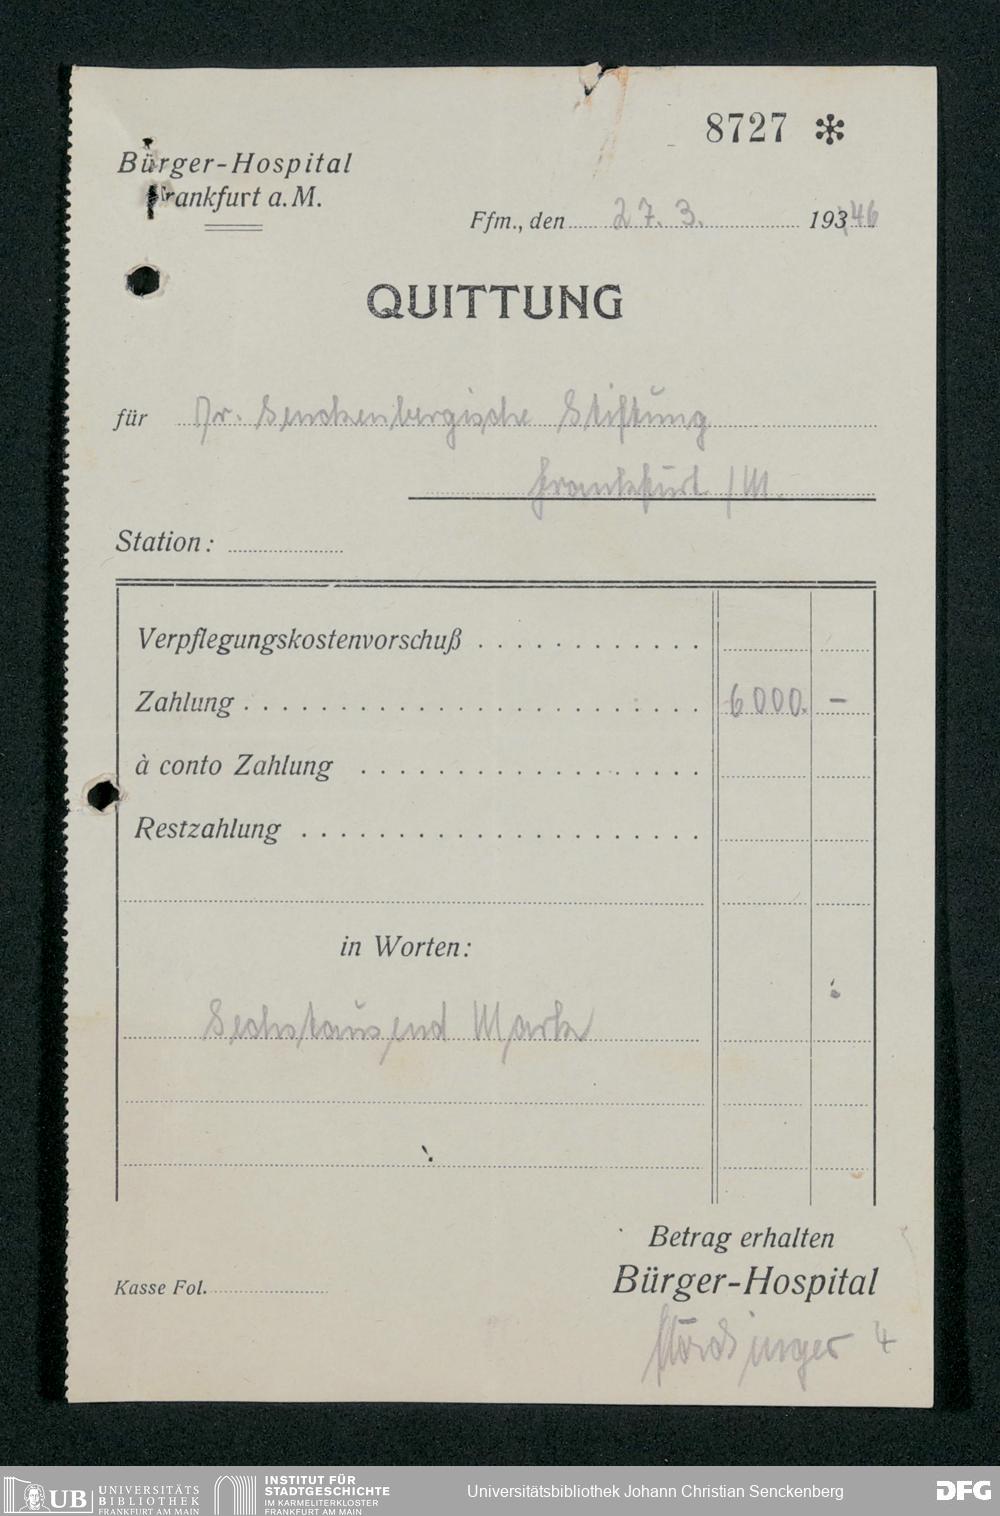 8727 *
Bürger-Hospital
Frankfurt a. M.
Ffm., den 27. 3. 193 46
QUITTUNG
für Dr. Senckenbergische Stiftung
Frankfurt /M.
Station:
Verpflegungskostenvorschuß
Zahlung 6000. –
à conto Zahlung
Restzahlung
in Worten:
Sechstausend Mark
Betrag erhalten
Kasse Fol. Bürger-Hospital
UB UNIVERSITÄTS
BIBLIOTHEK
FRANKFURT AM MAIN
INSTITUT FÜR
STADTGESCHICHTE
IM KARMELITERKLOSTER
FRANKFURT AM MAIN
Universitätsbibliothek Johann Christian Senckenberg
DFG